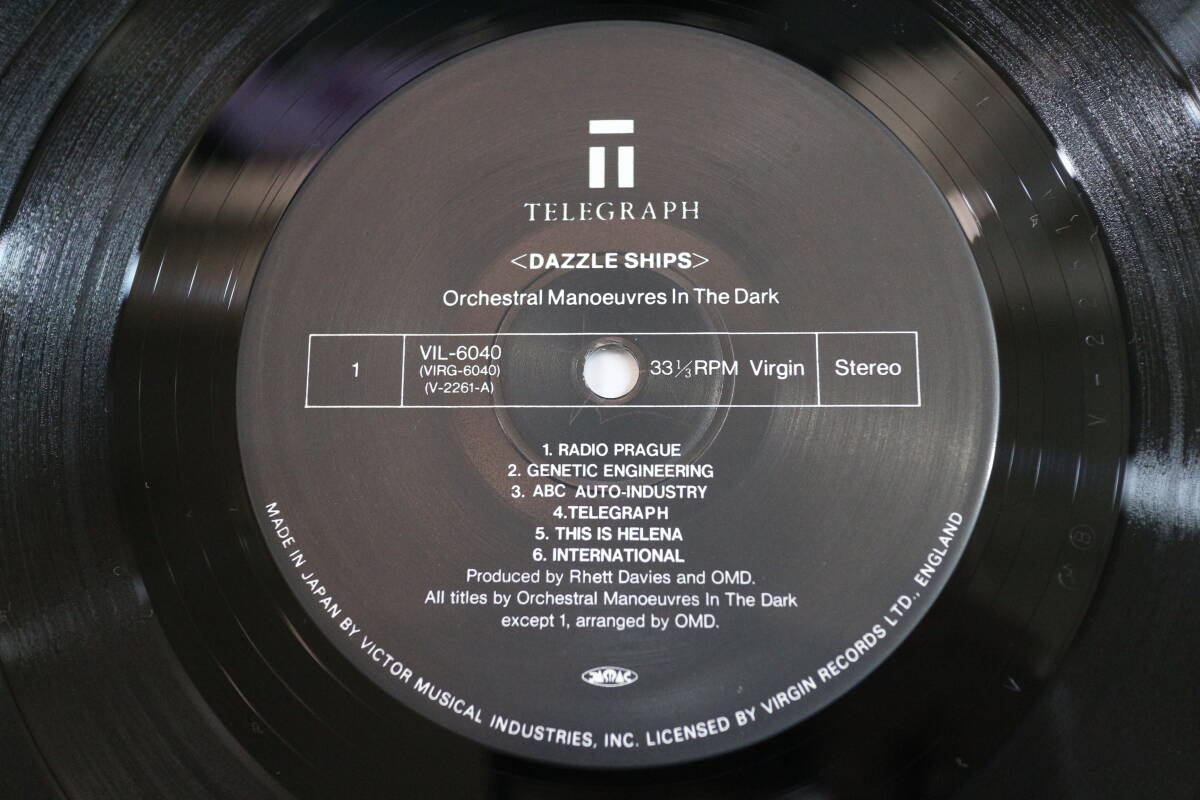 TELEGRAPH
<DAZZLE SHIPS>
Orchestral Manoeuvres In The Dark
1
VIL-6040
(VIRG-6040)
(V-2261-A)
33⅓RPM Virgin
Stereo
1. RADIO PRAGUE
2. GENETIC ENGINEERING
3. ABC AUTO-INDUSTRY
4.TELEGRAPH
5. THIS IS HELENA
6. INTERNATIONAL
Produced by Rhett Davies and OMD.
All titles by Orchestral Manoeuvres In The Dark
except 1, arranged by OMD.
JASRAC
MADE IN JAPAN BY VICTOR MUSICAL INDUSTRIES, INC. LICENSED BY VIRGIN RECORDS LTD., ENGLAND